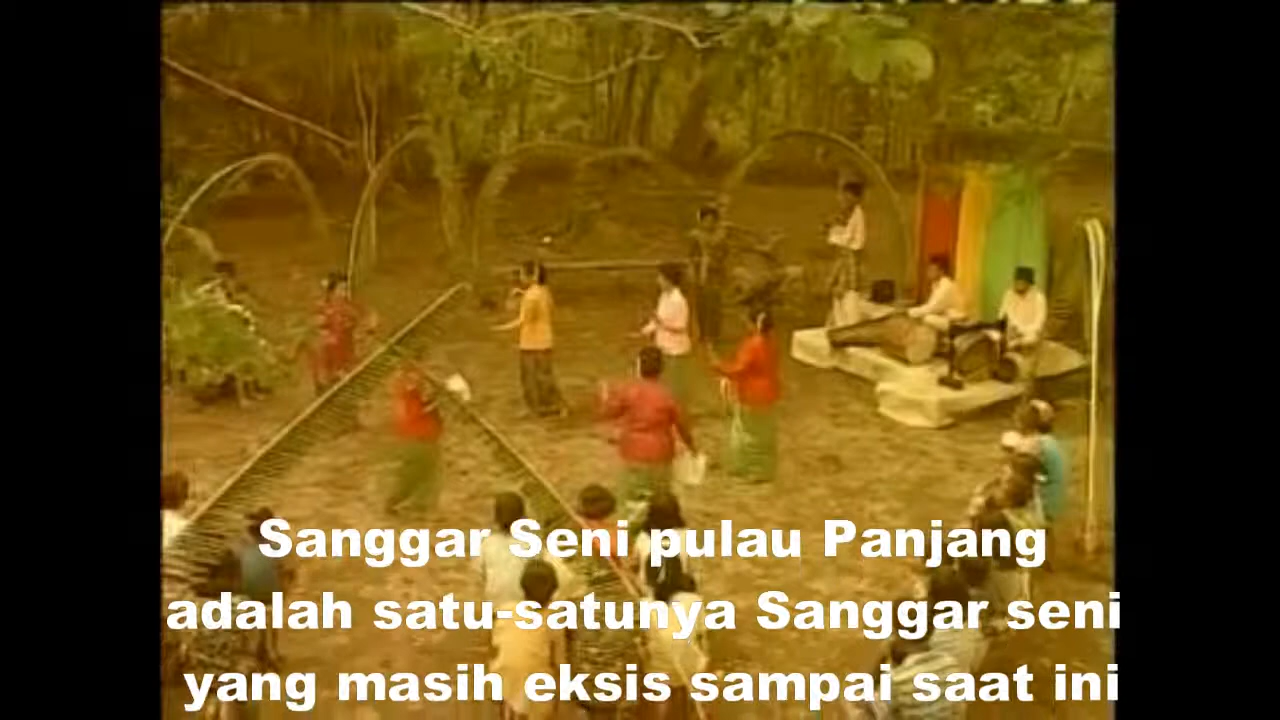 Sanggar Seni pulau Panjang
adalah satu-satunya Sanggar seni
yang masih eksis sampai saat ini